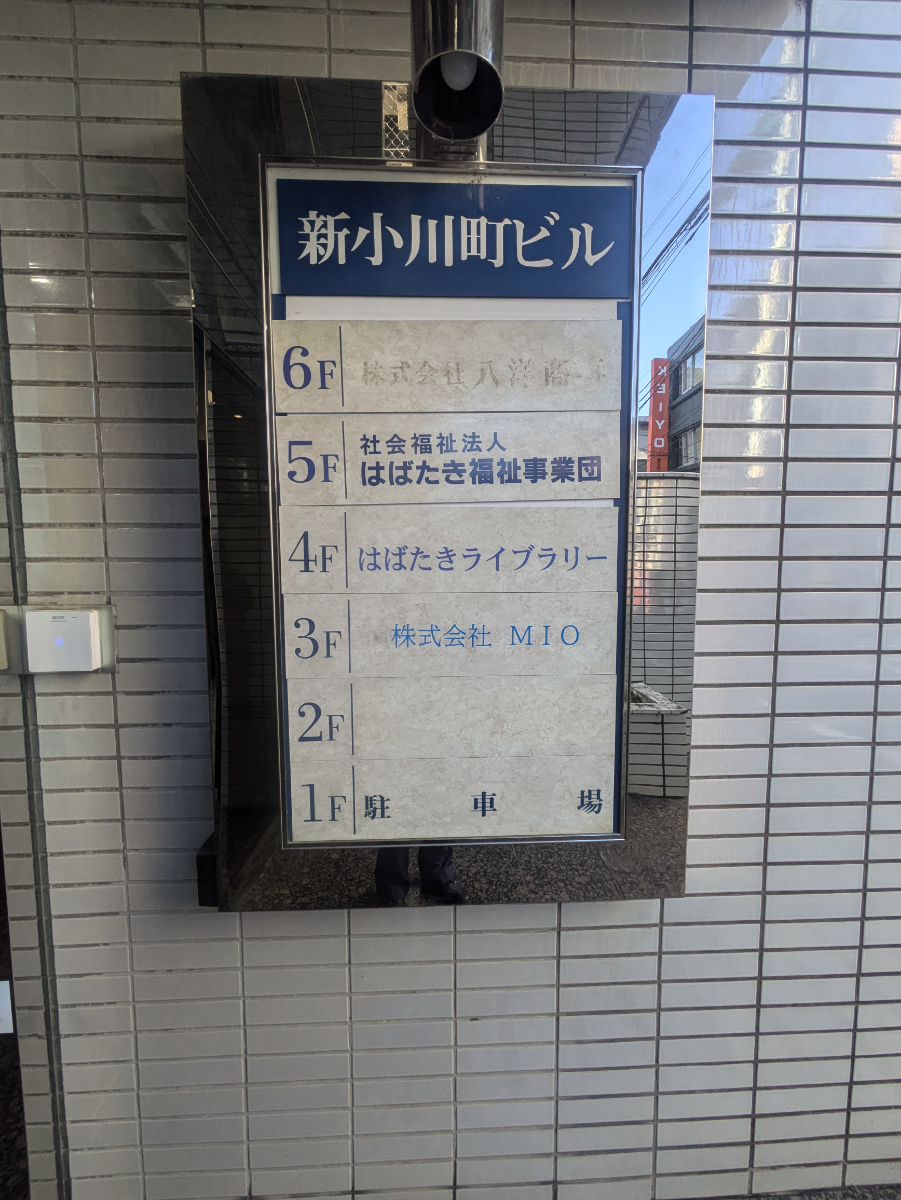 新小川町ビル
6F 株式会社 八洋商
5F 社会福祉法人
はばたき福祉事業団
4F はばたきライブラリー
3F 株式会社 MIO
2F
1F 駐車場
KEIYO